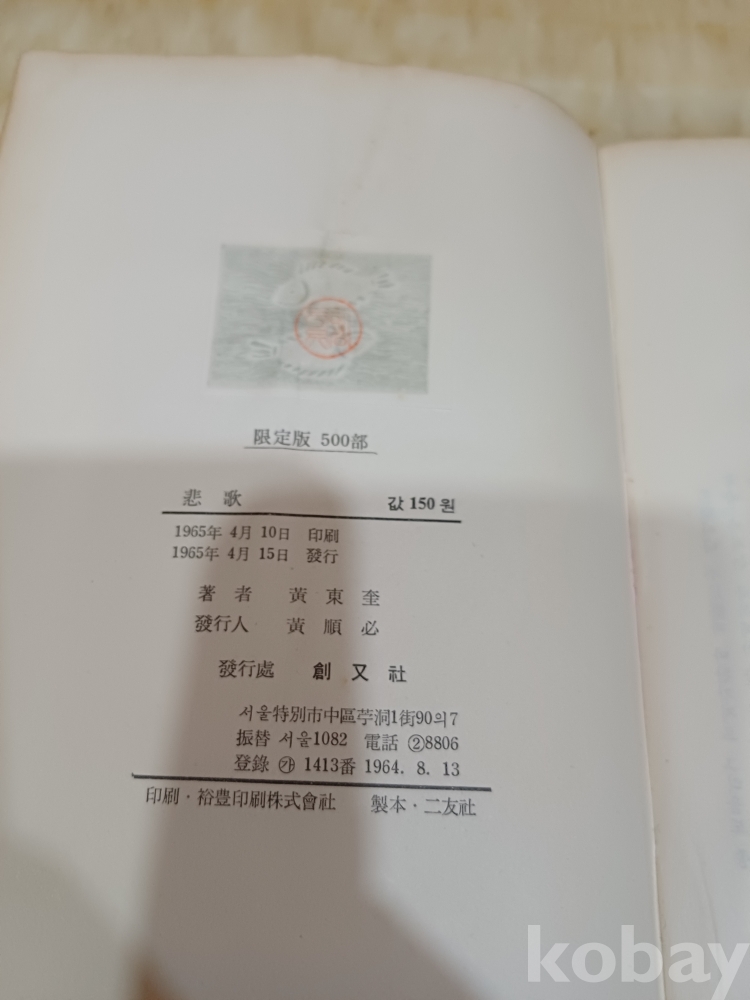 限定版 500部
悲歌 값 150원
1965年 4月 10日 印刷
1965年 4月 15日 發行
著者 黃東奎
發行人 黃順必
發行處 創又社
서울特別市中區苧洞1街90의7
振替 서울1082 電話 ②8806
登錄 ㉮ 1413番 1964. 8. 13
印刷·裕豊印刷株式會社 製本·二友社
kobay